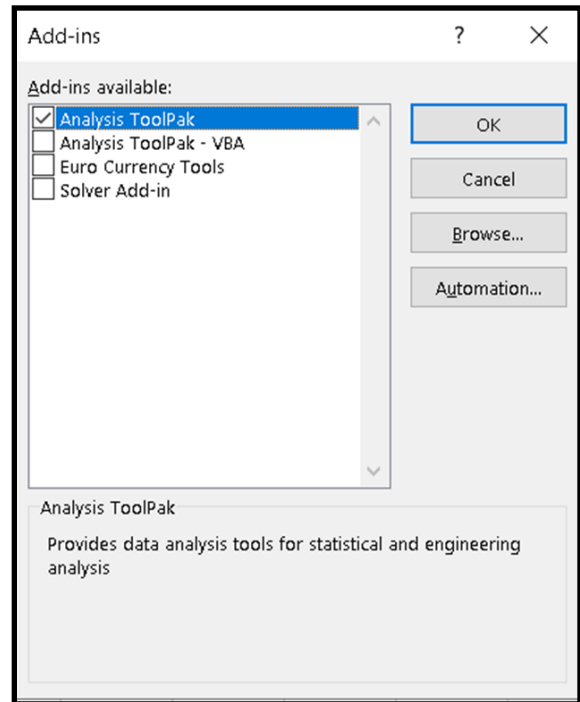 Add-ins ? ×
Add-ins available:
Analysis ToolPak
Analysis ToolPak - VBA
Euro Currency Tools
Solver Add-in
OK
Cancel
Browse...
Automation...
Analysis ToolPak
Provides data analysis tools for statistical and engineering
analysis